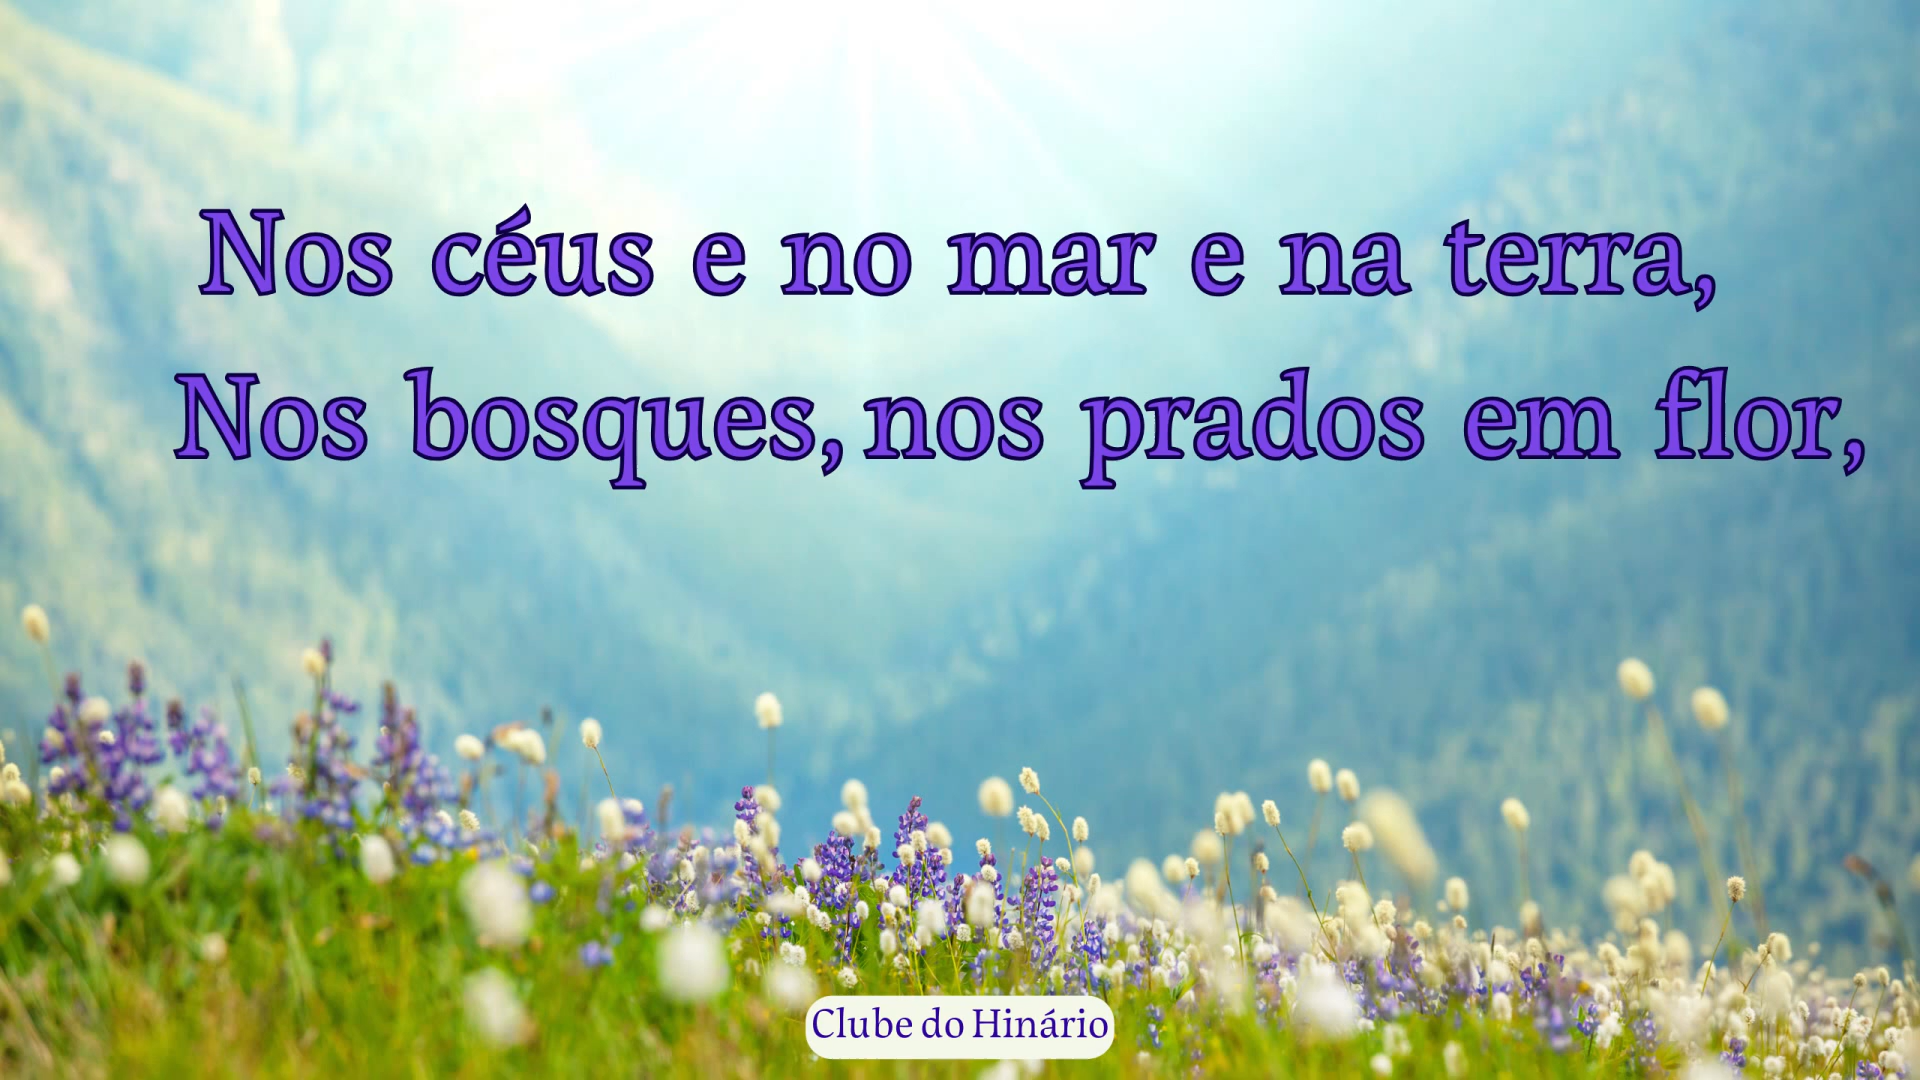 Nos céus e no mar e na terra,
Nos bosques, nos prados em flor,
Clube do Hinário